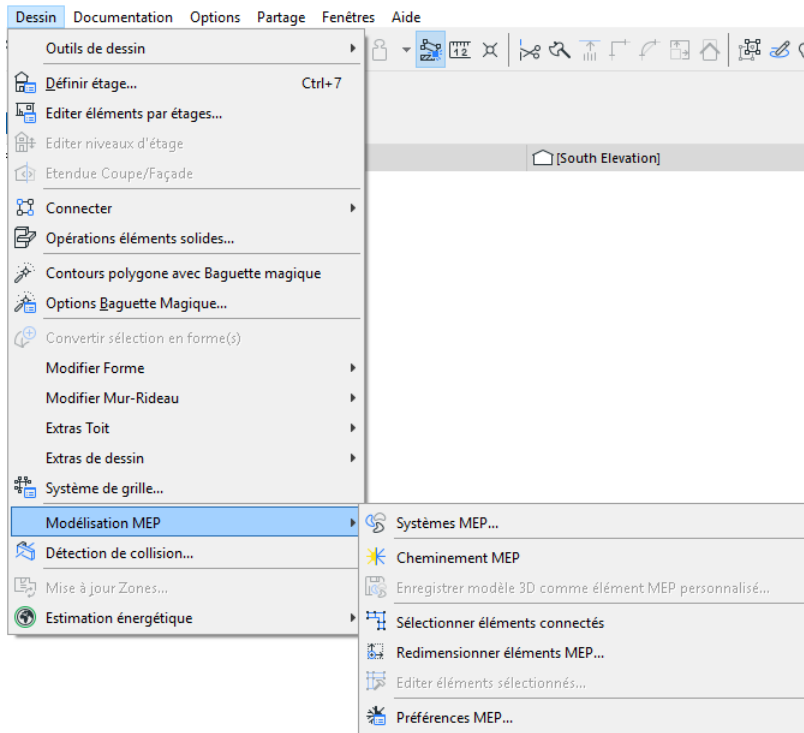 Dessin Documentation Options Partage Fenêtres Aide
Outils de dessin
Définir étage... Ctrl+7
Editer éléments par étages...
Editer niveaux d'étage
Etendue Coupe/Façade
[South Elevation]
Connecter
Opérations éléments solides...
Contours polygone avec Baguette magique
Options Baguette Magique...
Convertir sélection en forme(s)
Modifier Forme
Modifier Mur-Rideau
Extras Toit
Extras de dessin
Système de grille...
Modélisation MEP
Détection de collision...
Mise à jour Zones...
Estimation énergétique
Systèmes MEP...
Cheminement MEP
Enregistrer modèle 3D comme élément MEP personnalisé...
Sélectionner éléments connectés
Redimensionner éléments MEP...
Editer éléments sélectionnés...
Préférences MEP...